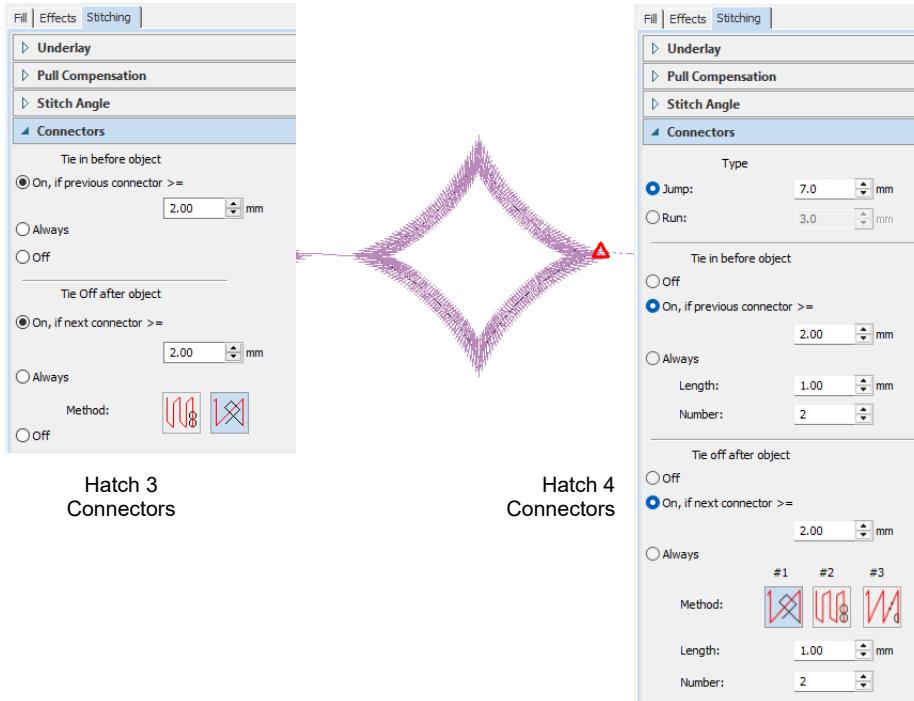 Fill Effects Stitching
Underlay
Pull Compensation
Stitch Angle
Connectors
Tie in before object
On, if previous connector >=
2.00 mm
Always
Off
Tie Off after object
On, if next connector >=
2.00 mm
Always
Method:
Off
Hatch 3
Connectors
Hatch 4
Connectors
Fill Effects Stitching
Underlay
Pull Compensation
Stitch Angle
Connectors
Type
Jump: 7.0 mm
Run: 3.0 mm
Tie in before object
Off
On, if previous connector >=
2.00 mm
Always
Length: 1.00 mm
Number: 2
Tie off after object
Off
On, if next connector >=
2.00 mm
Always
#1 #2 #3
Method:
Length: 1.00 mm
Number: 2